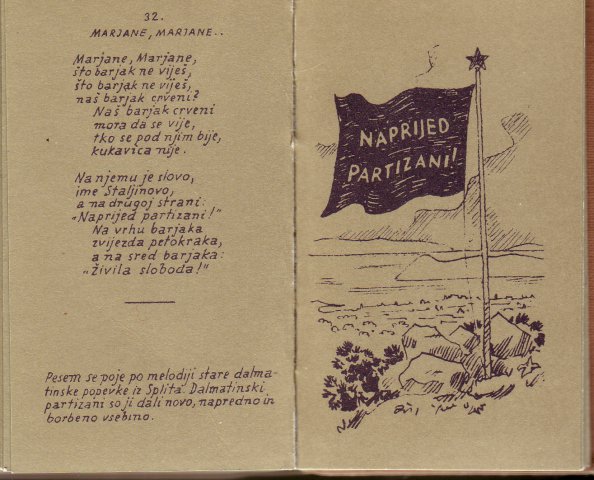 32.
MARJANE, MARJANE..
Marjane, Marjane,
što barjak ne viješ,
što barjak ne viješ,
naš barjak crveni?
Naš barjak crveni
mora da se vije,
tko se pod njim bije,
kukavica nije.
Na njemu je slovo,
ime Staljinovo,
a na drugoj strani:
„Naprijed partizani!"
Na vrhu barjaka
zvijezda petokraka,
a na sred barjaka:
„živila sloboda!"
Pesem se poje po melodiji stare dalma-
tinske popevke iz Splita. Dalmatinski
partizani so ji dali novo, napredno in
borbeno vsebino.
NAPRIJED
PARTIZANI!